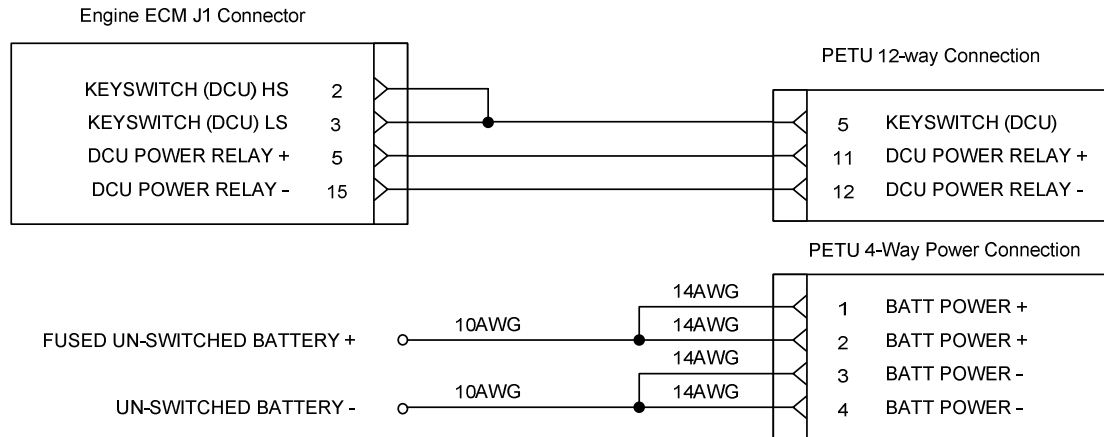 Engine ECM J1 Connector
KEYSWITCH (DCU) HS 2
KEYSWITCH (DCU) LS 3
DCU POWER RELAY + 5
DCU POWER RELAY - 15
PETU 12-way Connection
5 KEYSWITCH (DCU)
11 DCU POWER RELAY +
12 DCU POWER RELAY -
PETU 4-Way Power Connection
FUSED UN-SWITCHED BATTERY +
10AWG
14AWG
14AWG
1 BATT POWER +
2 BATT POWER +
UN-SWITCHED BATTERY -
10AWG
14AWG
14AWG
3 BATT POWER -
4 BATT POWER -